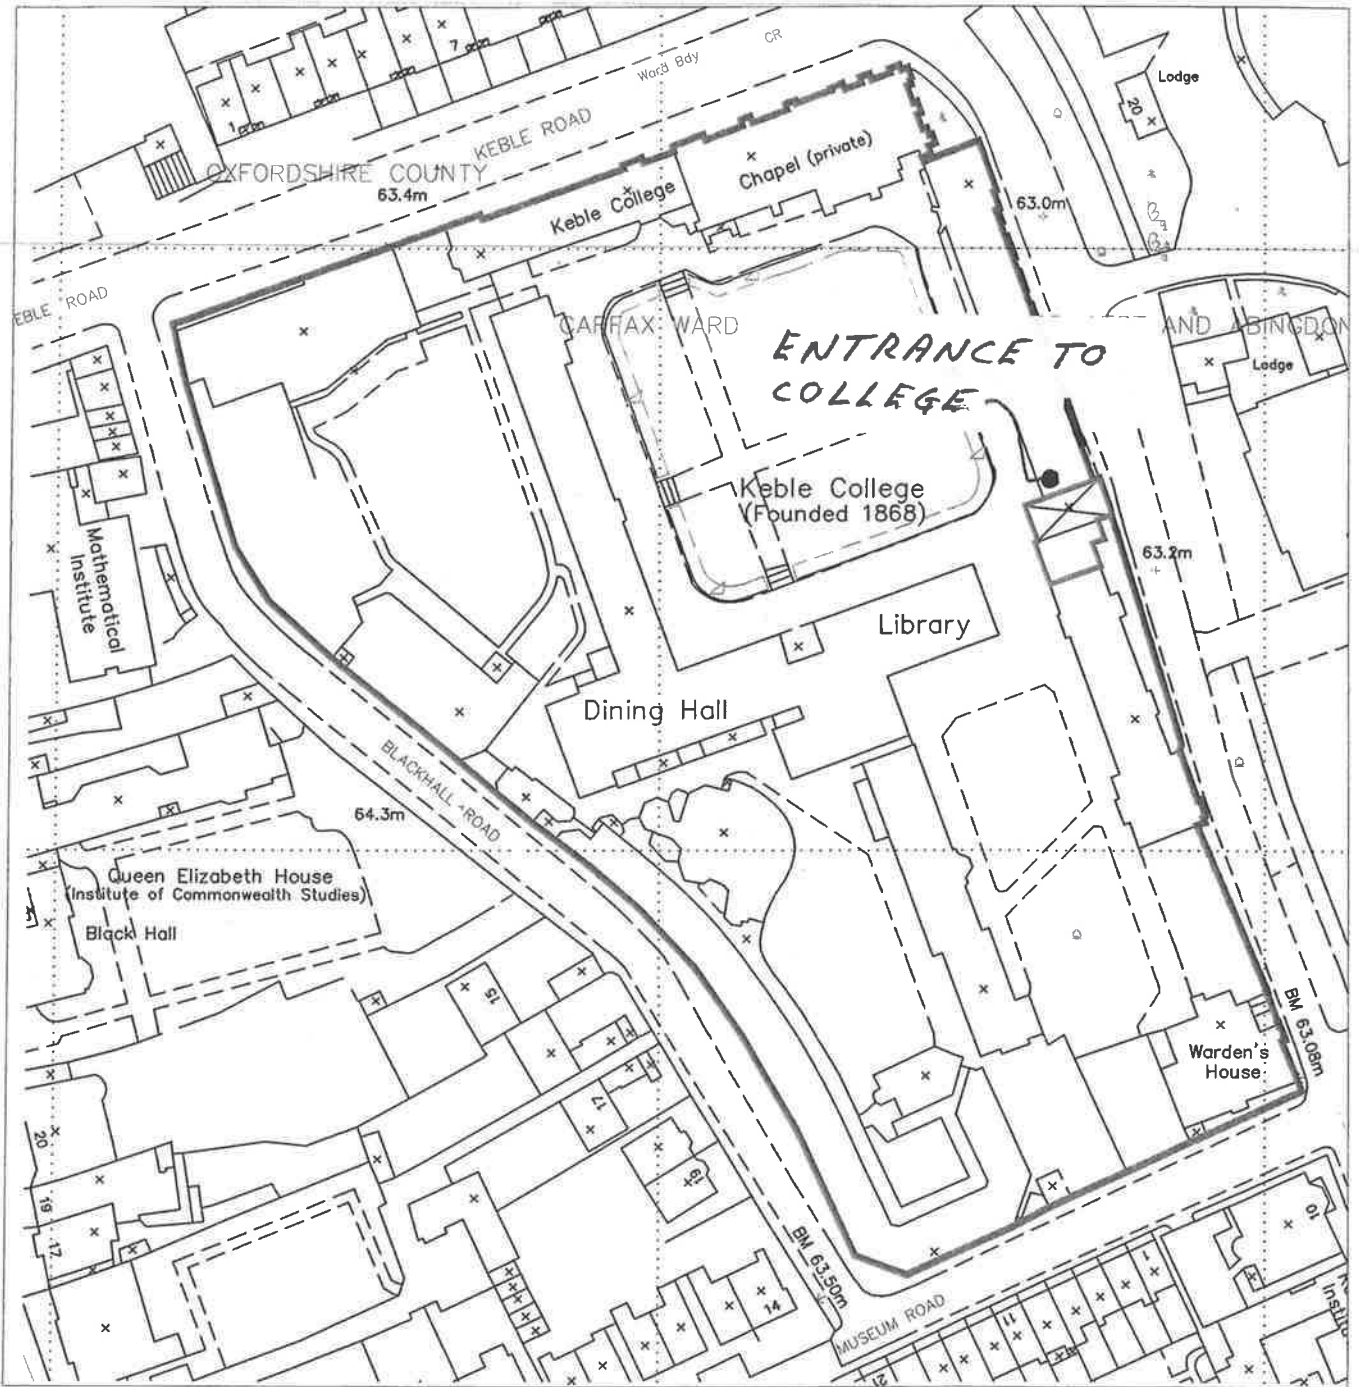 7
Ward Bdy
CR
Lodge
20
1
KEBLE ROAD
OXFORDSHIRE COUNTY
63.4m
Chapel (private)
Keble College
63.0m
EBLE ROAD
CARFAX WARD
AND ABINGDON
ENTRANCE TO
COLLEGE
Lodge
Keble College
(Founded 1868)
63.2m
Mathematical
Institute
Library
Dining Hall
BLACKHALL ROAD
64.3m
Queen Elizabeth House
(Institute of Commonwealth Studies)
Black Hall
15
BM 63.08m
Warden's
House
17
20
19
19
17
10
BM 63.50m
14
MUSEUM ROAD
1
11
21